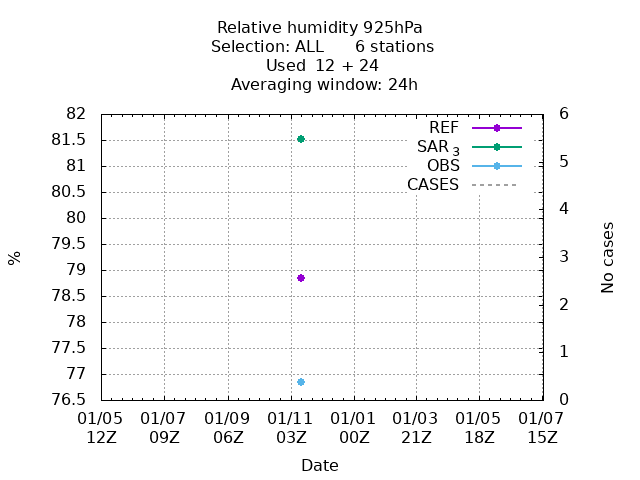 Relative humidity 925hPa
Selection: ALL 6 stations
Used 12 + 24
Averaging window: 24h
82
81.5
81
80.5
80
79.5
79
78.5
78
77.5
77
76.5
%
REF
SAR 3
OBS
CASES
6
5
4
3
2
1
0
No cases
01/05 01/07 01/09 01/11 01/01 01/03 01/05 01/07
12Z 09Z 06Z 03Z 00Z 21Z 18Z 15Z
Date